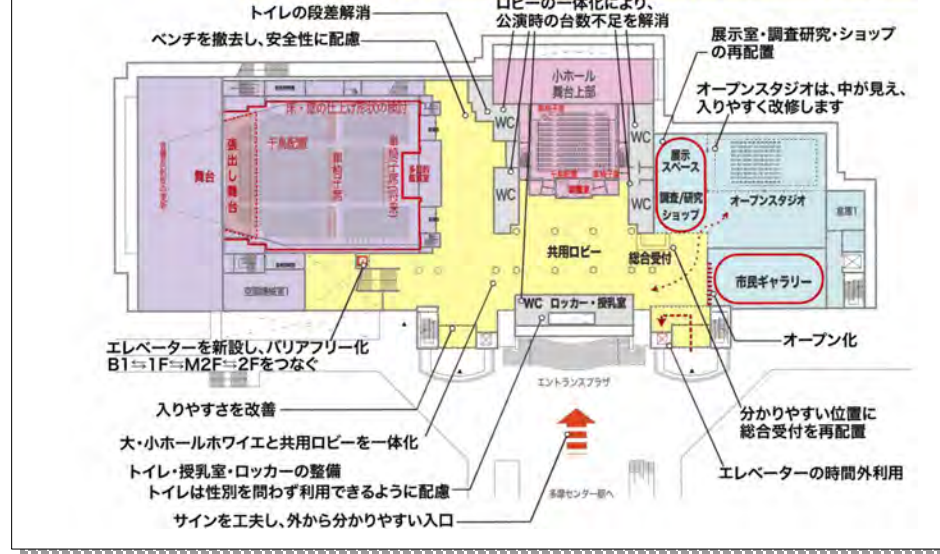 トイレの段差解消
ロビーの一体化により、
公演時の台数不足を解消
ベンチを撤去し、安全性に配慮
展示室・調査研究・ショップ
の再配置
オープンスタジオは、中が見え、
入りやすく改修します
小ホール
舞台上部
WC
WC
WC
WC
千鳥配置
張出し舞台
舞台
展示
スペース
調査/研究
ショップ
オープンスタジオ
倉庫1
共用ロビー
総合受付
市民ギャラリー
WC ロッカー・授乳室
エレベーターを新設し、バリアフリー化
B1⇆1F⇆M2F⇆2Fをつなぐ
オープン化
エントランスプラザ
入りやすさを改善
分かりやすい位置に
総合受付を再配置
大・小ホールホワイエと共用ロビーを一体化
トイレ・授乳室・ロッカーの整備
トイレは性別を問わず利用できるように配慮
エレベーターの時間外利用
多摩センター駅へ
サインを工夫し、外から分かりやすい入口